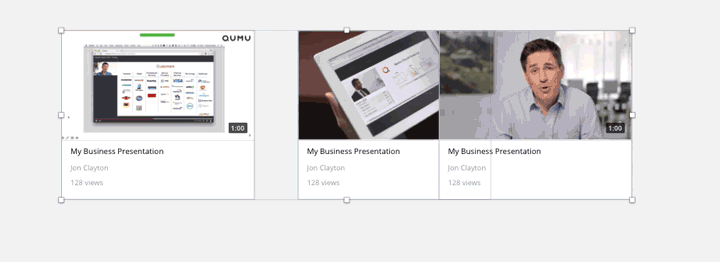 QUMU
Customers
VISA
1:00
My Business Presentation
Jon Clayton
128 views
My Business Presentation
Jon Clayton
128 views
1:00
My Business Presentation
Jon Clayton
128 views